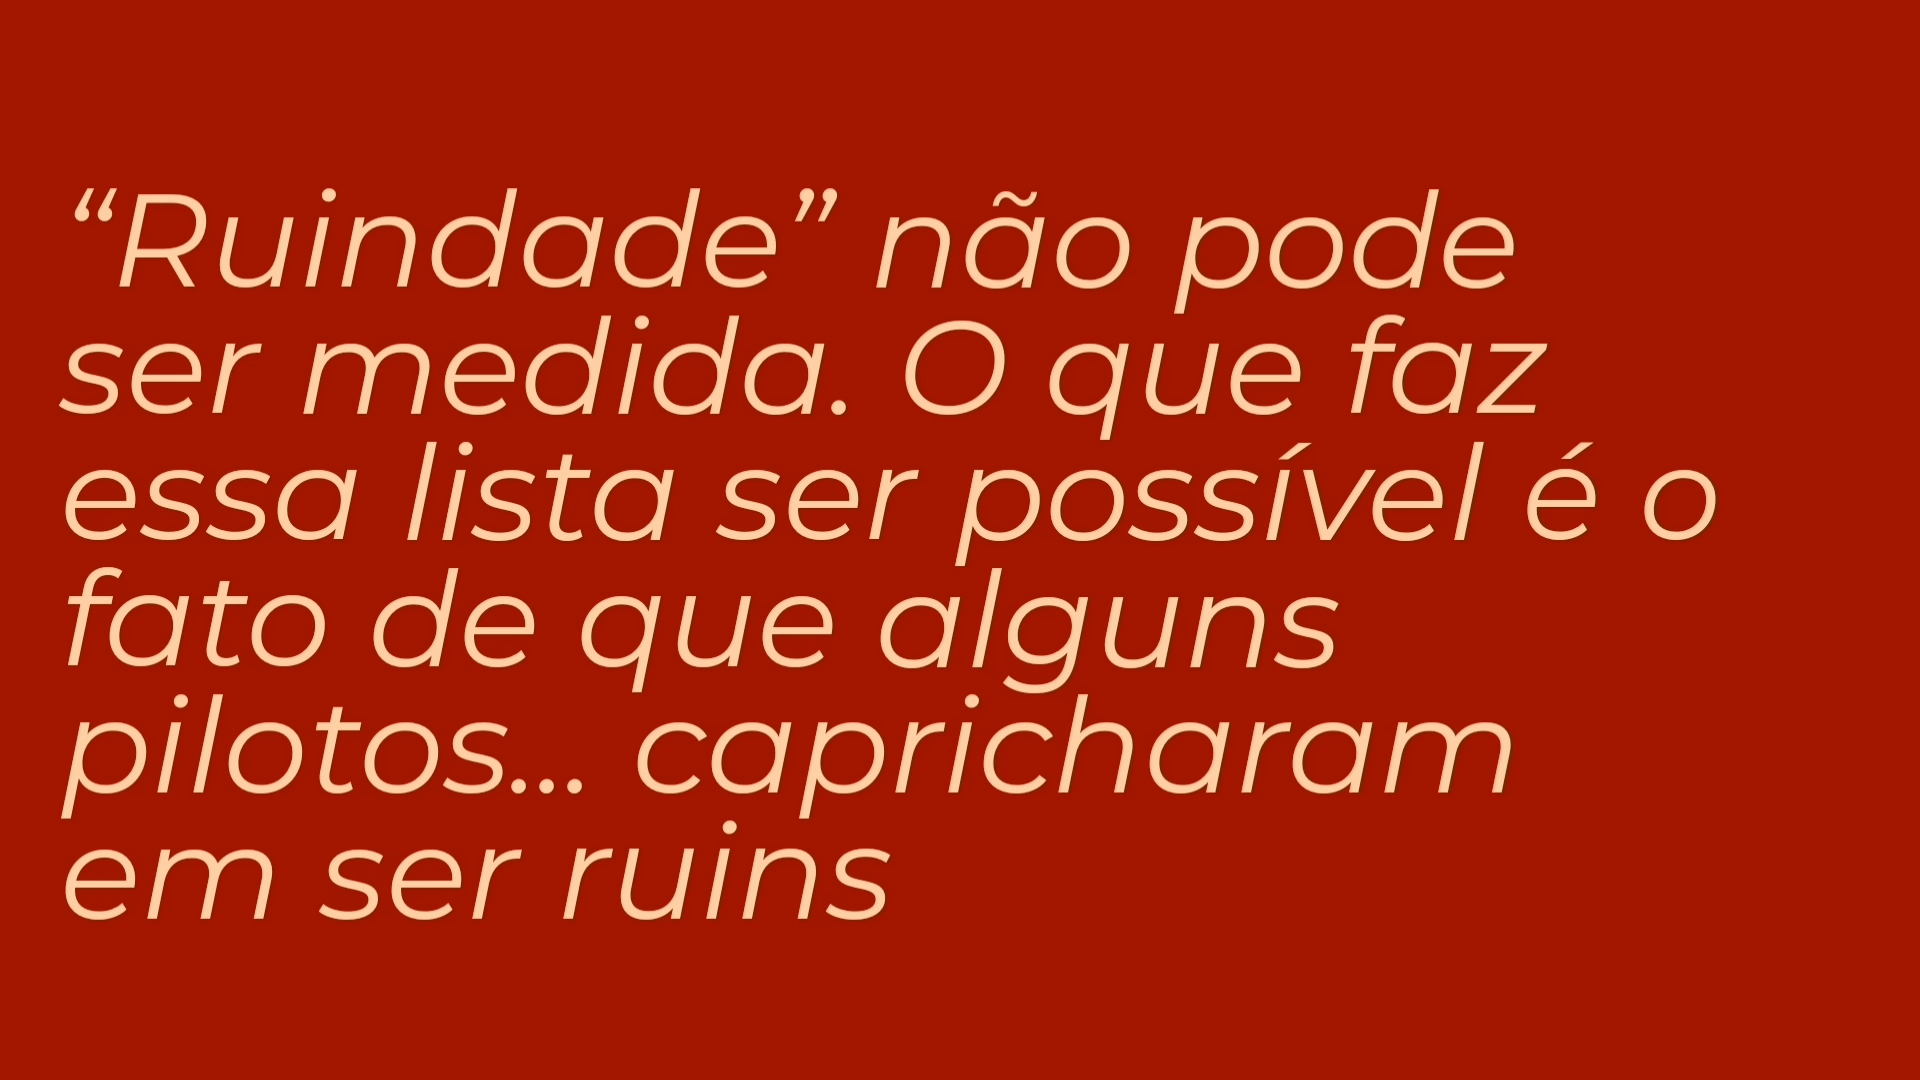 “Ruindade” não pode
ser medida. O que faz
essa lista ser possível é o
fato de que alguns
pilotos... capricharam
em ser ruins